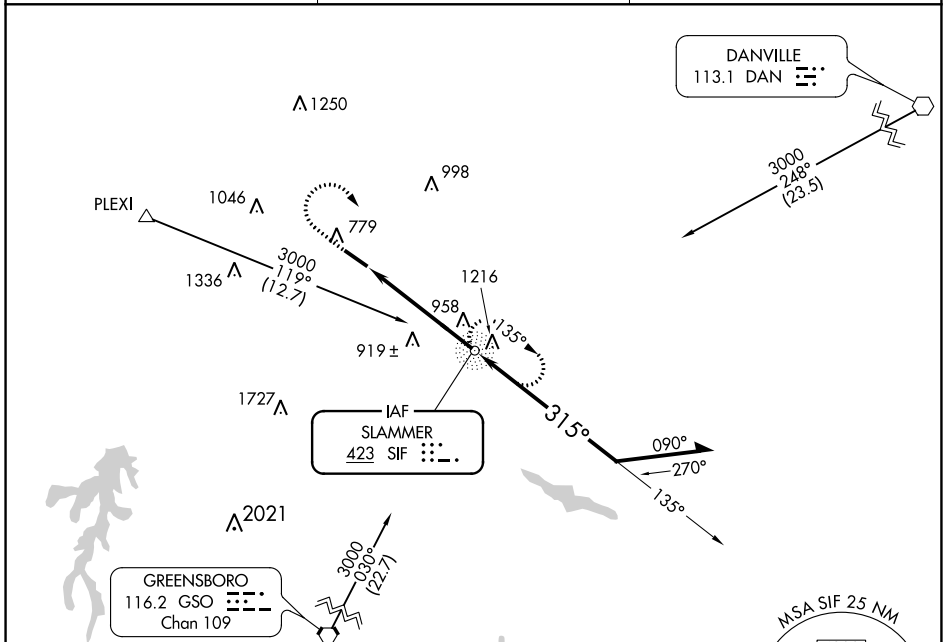 DANVILLE
113.1 DAN
1250
3000
248°
(23.5)
998
1046
PLEXI
779
3000
119°
(12.7)
1336
1216
958
135°
919 ±
1727
IAF
SLAMMER
423 SIF
315°
090°
270°
135°
2021
3000
030°
(22.7)
GREENSBORO
116.2 GSO
Chan 109
MSA SIF 25 NM